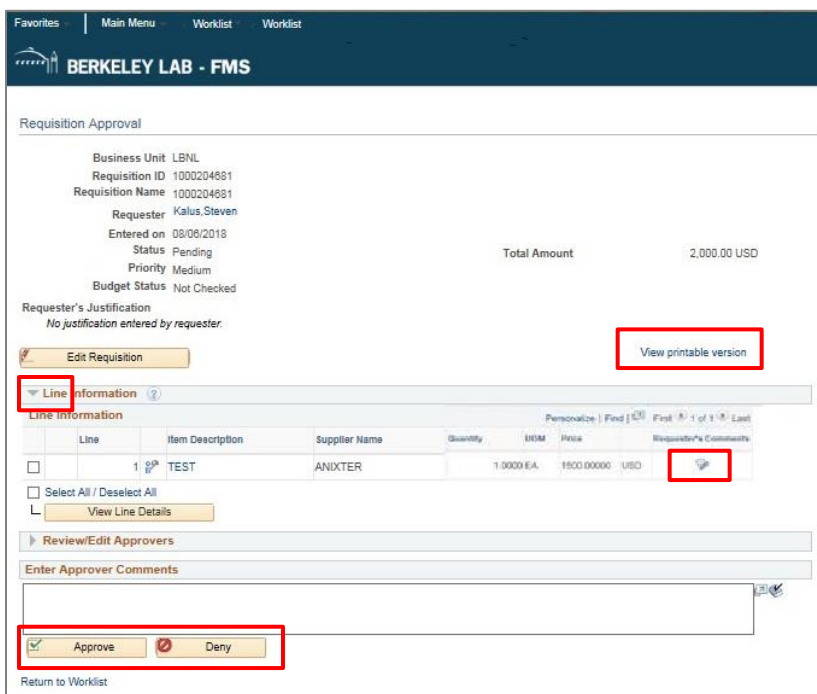 Favorites Main Menu Worklist Worklist
BERKELEY LAB - FMS
Requisition Approval
Business Unit LBNL
Requisition ID 1000204681
Requisition Name 1000204681
Requester Kalus,Steven
Entered on 08/06/2018
Status Pending
Total Amount 2,000.00 USD
Priority Medium
Budget Status Not Checked
Requester's Justification
No justification entered by requester.
Edit Requisition
View printable version
Line Information
Line Information Personalize | Find | First 1 of 1 Last
Line Item Description Supplier Name Quantity UOM Price Requester's Comments
1 TEST ANIXTER 1.0000 EA USD
Select All / Deselect All
View Line Details
Review/Edit Approvers
Enter Approver Comments
Approve Deny
Return to Worklist